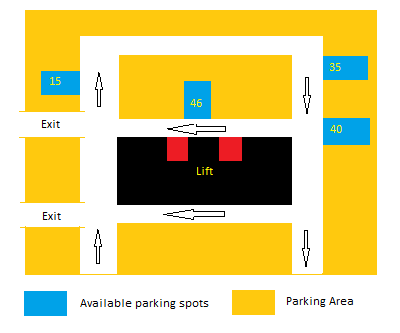 35
15
46
Exit
40
Lift
Exit
Available parking spots
Parking Area